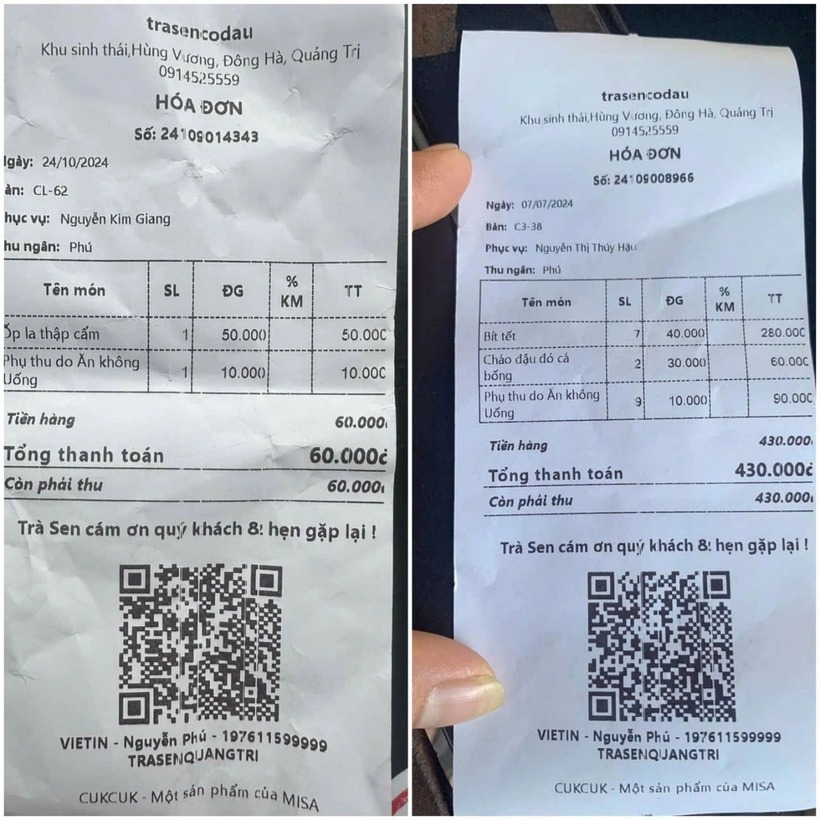 trasencodau
Khu sinh thái,Hùng Vương, Đông Hà, Quảng Trị
0914525559
HÓA ĐƠN
Số: 24109014343
gày: 24/10/2024
àn: CL-62
hục vụ: Nguyễn Kim Giang
hu ngân: Phú
Tên món SL ĐG % KM TT
Ốp la thập cẩm 1 50.000 50.000
Phụ thu do Ăn không 1 10.000 10.000
Uống
Tiền hàng 60.000
Tổng thanh toán 60.000đ
Còn phải thu 60.000
Trà Sen cám ơn quý khách & hẹn gặp lại !
VIETIN - Nguyễn Phú - 197611599999
TRASENQUANGTRI
CUKCUK - Một sản phẩm của MISA
trasencodau
Khu sinh thái,Hùng Vương, Đông Hà, Quảng Trị
0914525559
HÓA ĐƠN
Số: 24109008966
Ngày: 07/07/2024
Bàn: C3-38
Phục vụ: Nguyễn Thị Thúy Hậu
Thu ngân: Phú
Tên món SL ĐG % KM TT
Bít tết 7 40.000 280.000
Cháo đậu đỏ cá 2 30.000 60.000
bống
Phụ thu do Ăn không 9 10.000 90.000
Uống
Tiền hàng 430.000
Tổng thanh toán 430.000đ
Còn phải thu 430.000
Trà Sen cám ơn quý khách & hẹn gặp lại !
VIETIN - Nguyễn Phú - 197611599999
TRASENQUANGTRI
CUKCUK - Một sản phẩm của MISA